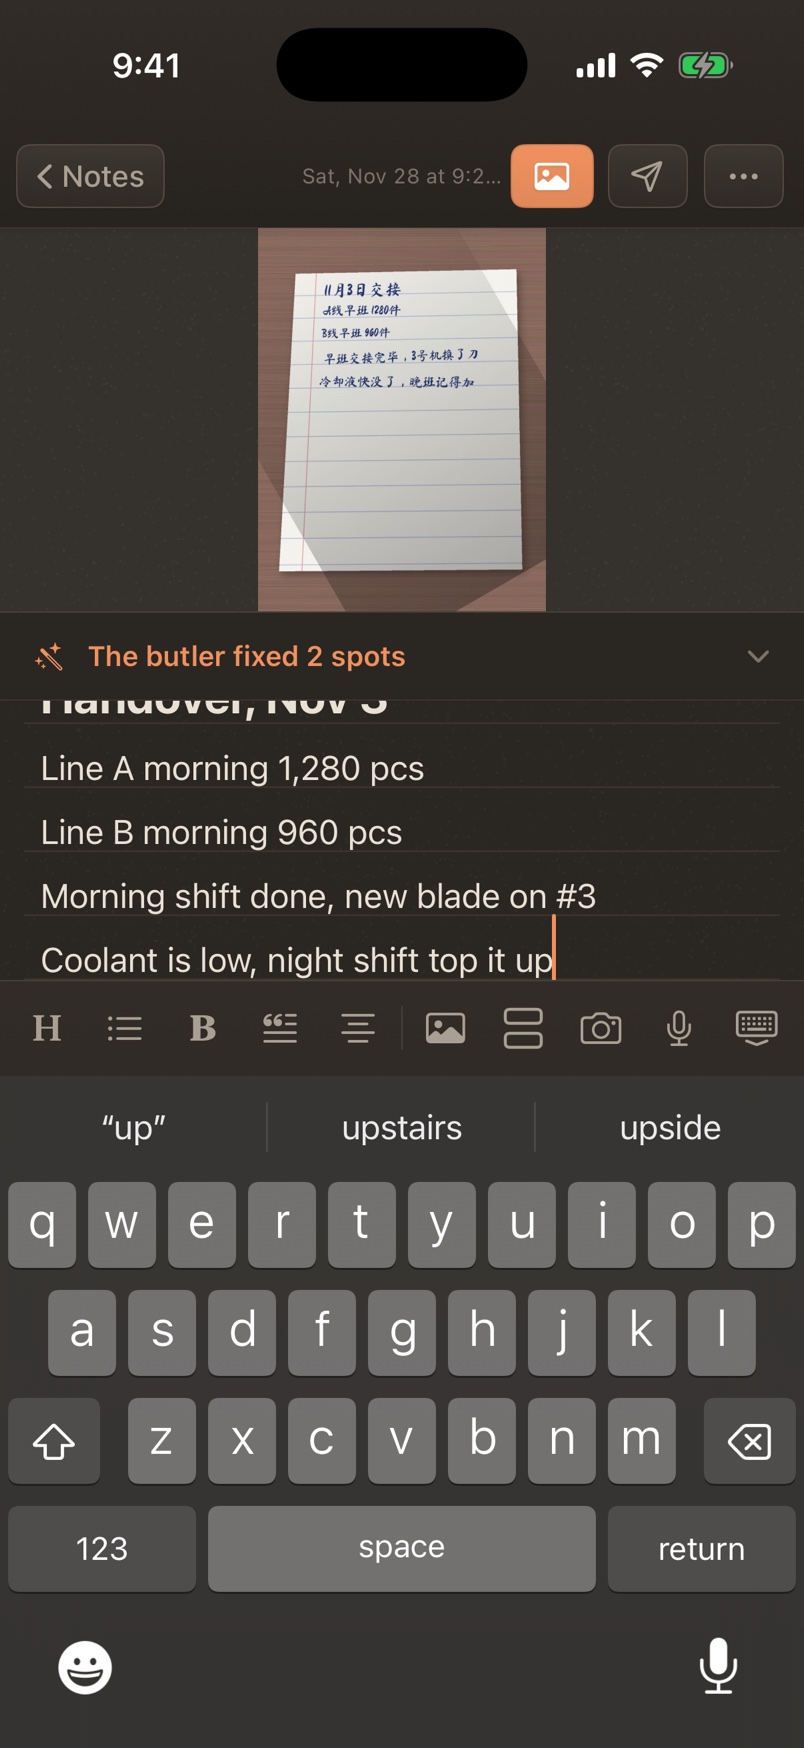 9:41
Notes
Sat, Nov 28 at 9:2...
11月3日交接
A线早班1280件
B线早班960件
早班交接完毕，3号机换了刀
冷却液快没了，晚班记得加
The butler fixed 2 spots
Handover, Nov 3
Line A morning 1,280 pcs
Line B morning 960 pcs
Morning shift done, new blade on #3
Coolant is low, night shift top it up
H B
“up” upstairs upside
q w e r t y u i o p
a s d f g h j k l
z x c v b n m
123 space return